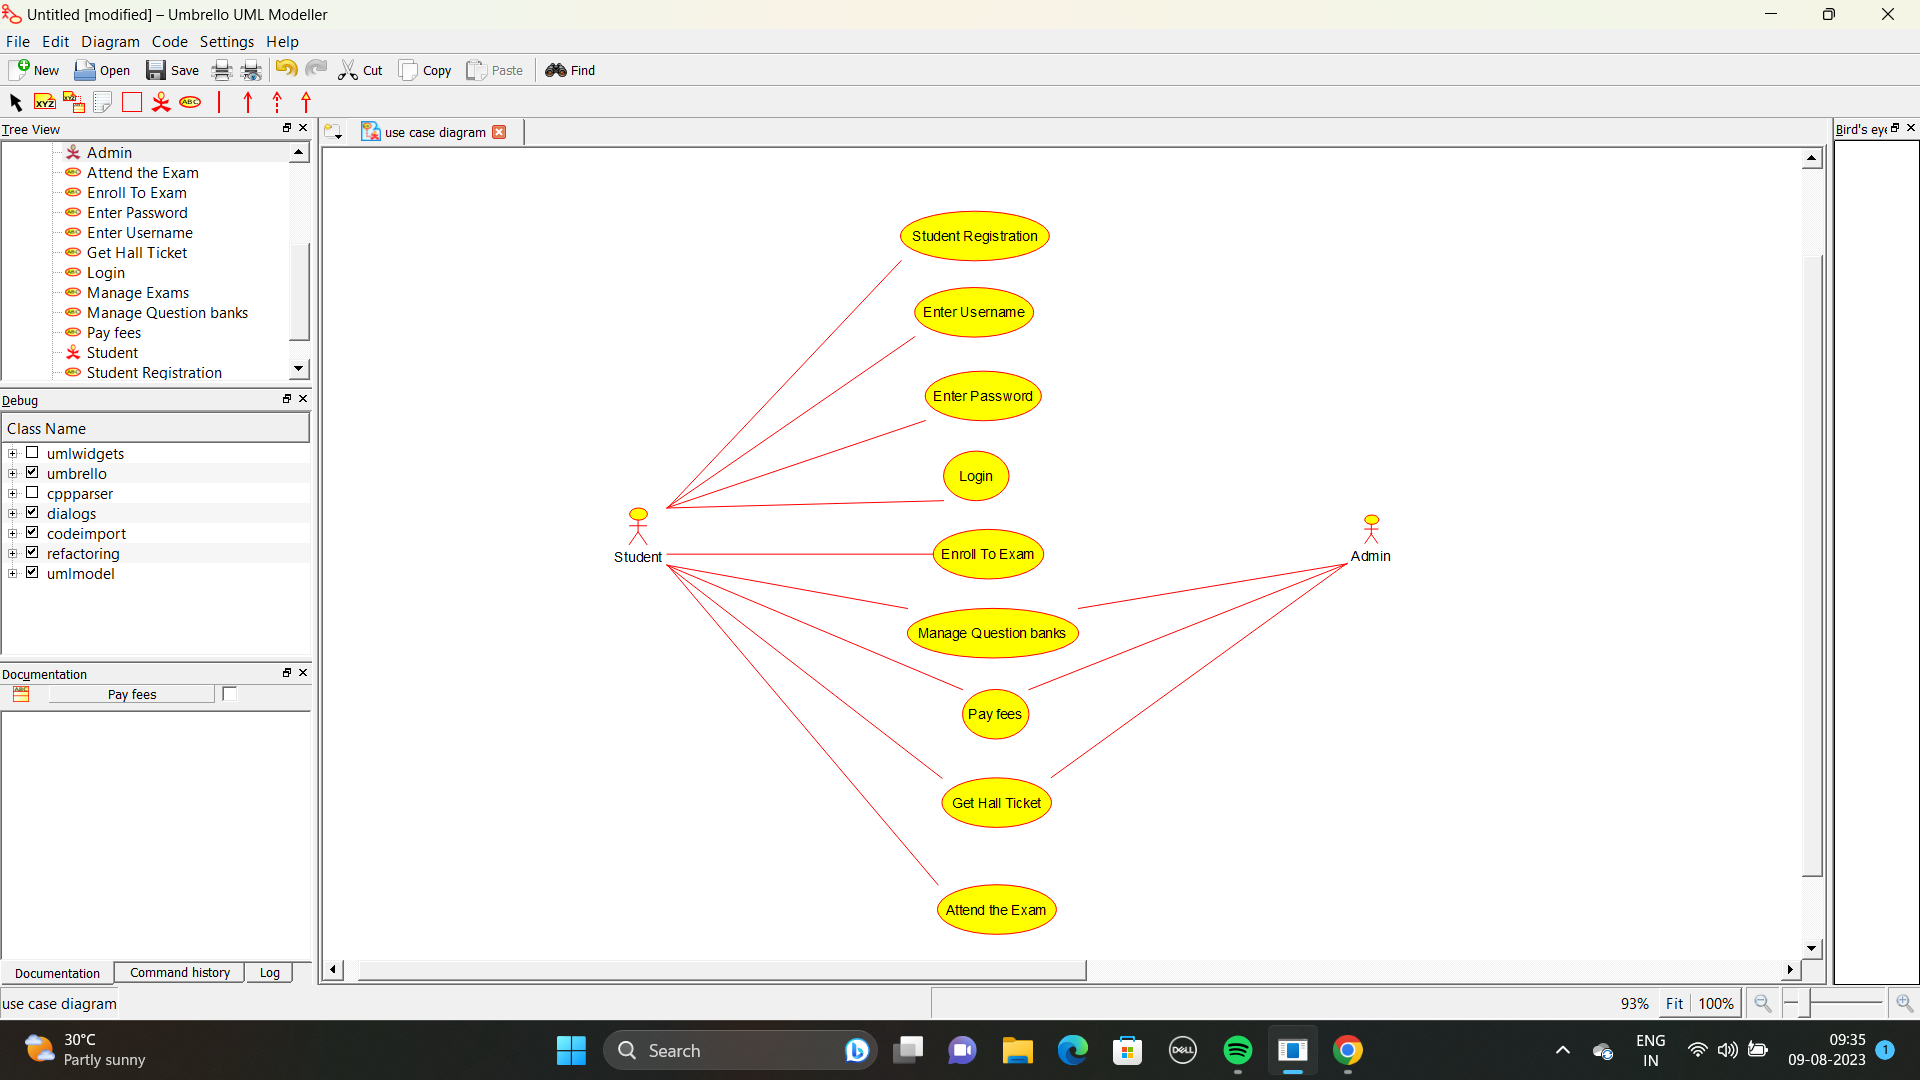 Untitled [modified] – Umbrello UML Modeller
File Edit Diagram Code Settings Help
New Open Save Cut Copy Paste Find
XYZ ABC
Tree View
Admin
Attend the Exam
Enroll To Exam
Enter Password
Enter Username
Get Hall Ticket
Login
Manage Exams
Manage Question banks
Pay fees
Student
Student Registration
Debug
Class Name
umlwidgets
umbrello
cppparser
dialogs
codeimport
refactoring
umlmodel
Documentation
Pay fees
Documentation Command history Log
use case diagram
use case diagram
Student Registration
Enter Username
Enter Password
Login
Enroll To Exam
Student
Admin
Manage Question banks
Pay fees
Get Hall Ticket
Attend the Exam
Bird's eye
93% Fit 100%
30°C
Partly sunny
Search
DELL
ENG
IN
09:35
09-08-2023
1